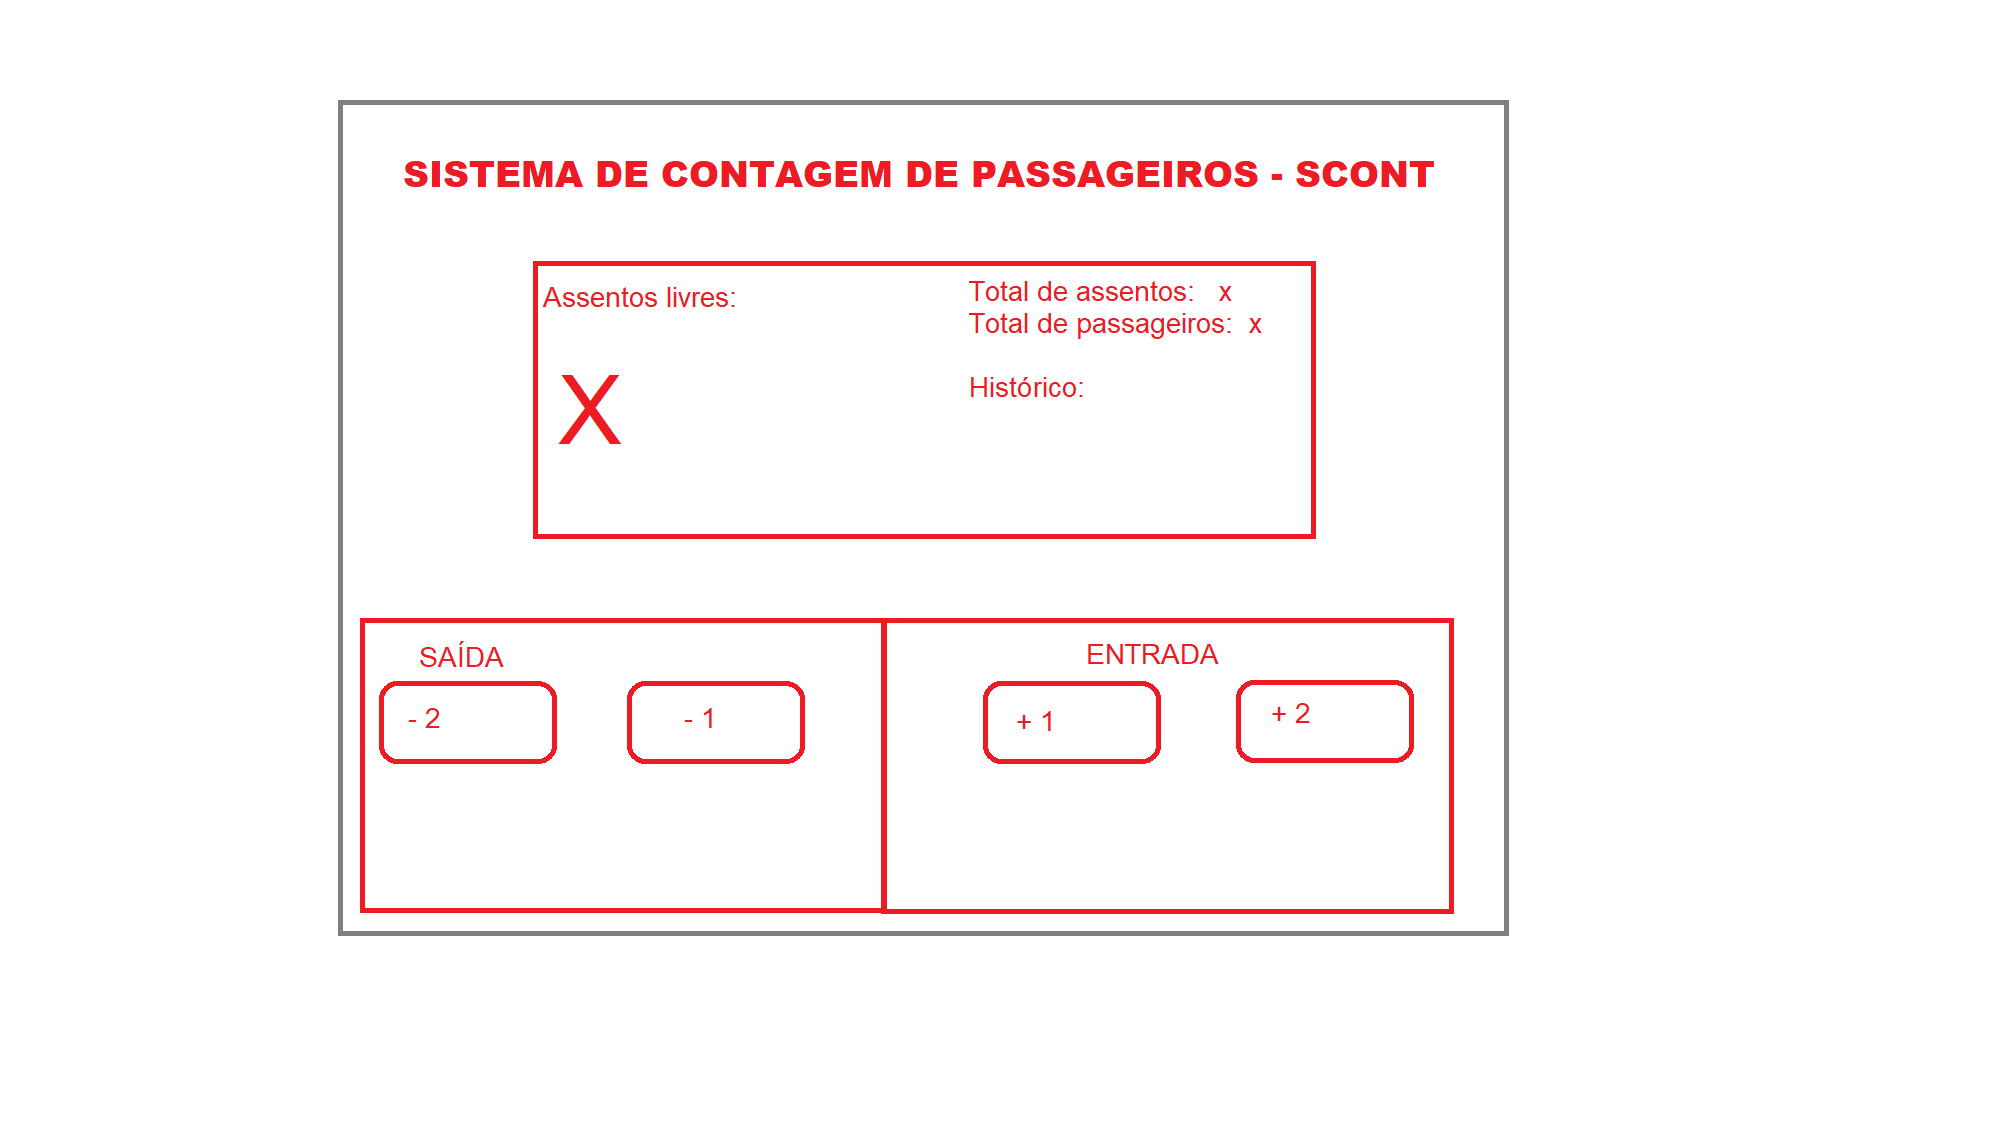 SISTEMA DE CONTAGEM DE PASSAGEIROS - SCONT
Assentos livres:
X
Total de assentos: x
Total de passageiros: x
Histórico:
SAÍDA
- 2
- 1
ENTRADA
+ 1
+ 2